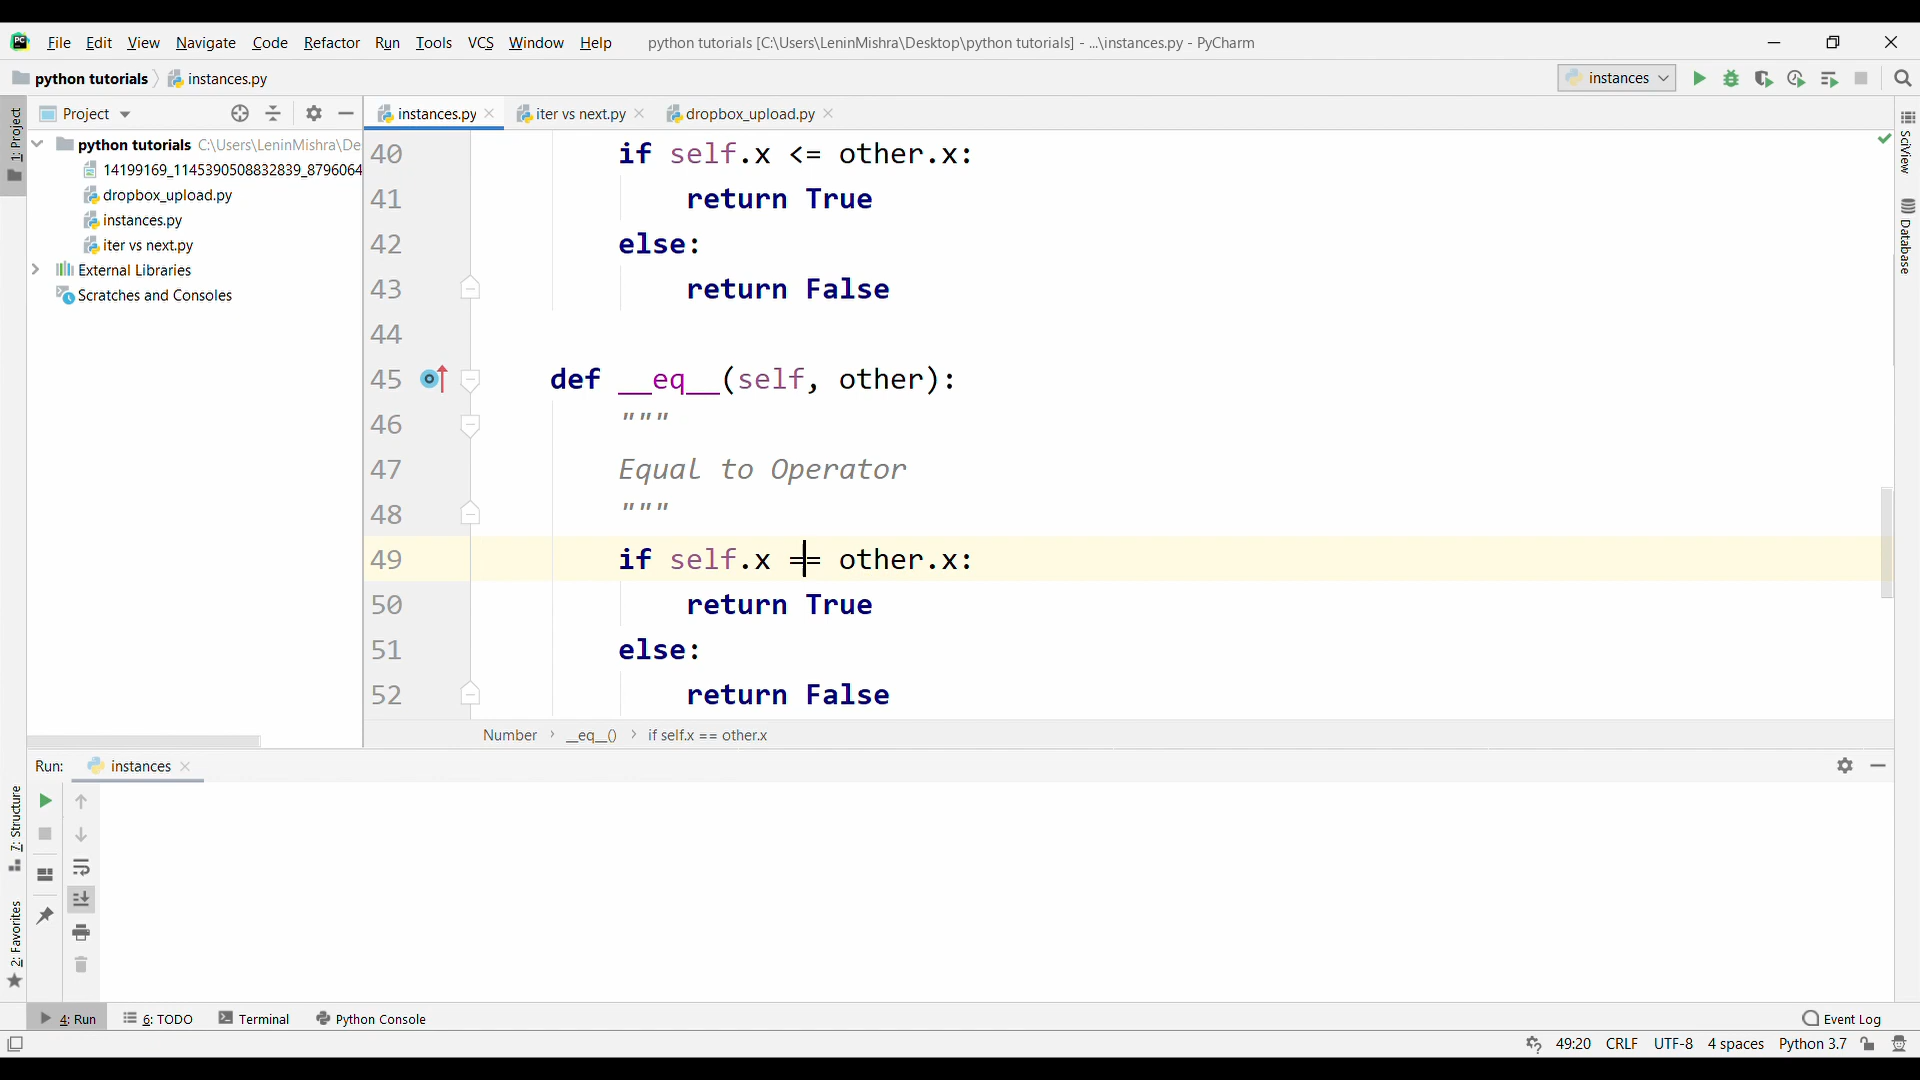 File Edit View Navigate Code Refactor Run Tools VCS Window Help python tutorials [C:\Users\LeninMishra\Desktop\python tutorials] - ...\instances.py - PyCharm
python tutorials instances.py instances
1: Project
Project
instances.py iter vs next.py dropbox_upload.py
python tutorials C:\Users\LeninMishra\De
14199169_1145390508832839_8796064
dropbox_upload.py
instances.py
iter vs next.py
External Libraries
Scratches and Consoles
40 if self.x <= other.x:
41 return True
42 else:
43 return False
44
45 def __eq__(self, other):
46 """
47 Equal to Operator
48 """
49 if self.x == other.x:
50 return True
51 else:
52 return False
Number __eq__() if self.x == other.x
SciView
Database
Run: instances
7: Structure
2: Favorites
4: Run 6: TODO Terminal Python Console Event Log
49:20 CRLF UTF-8 4 spaces Python 3.7